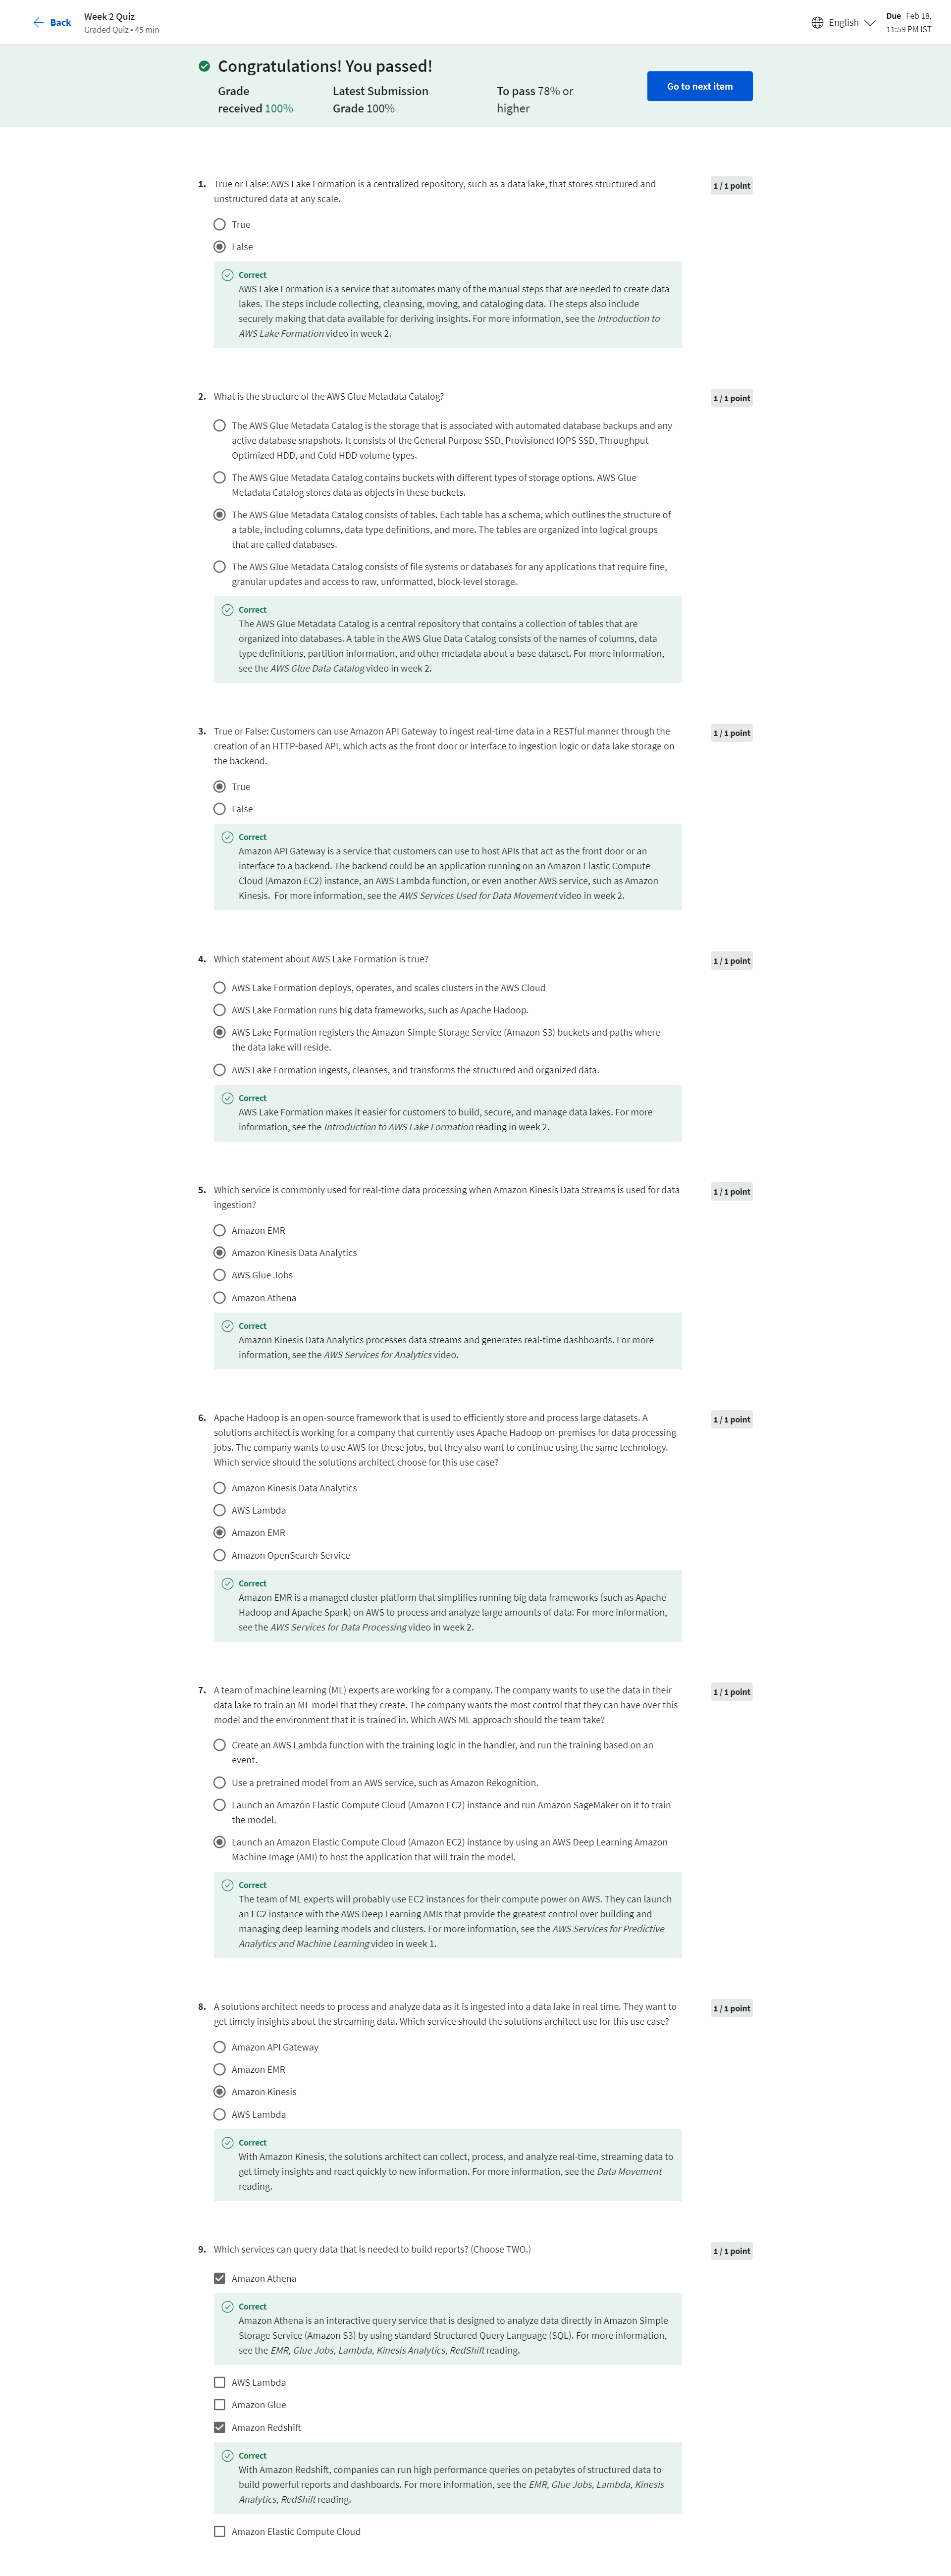 Back
Week 2 Quiz
Graded Quiz • 45 min
English
Due Feb 18,
11:59 PM IST
Congratulations! You passed!
Grade
received 100%
Latest Submission
Grade 100%
To pass 78% or
higher
Go to next item
1. True or False: AWS Lake Formation is a centralized repository, such as a data lake, that stores structured and
unstructured data at any scale.
1 / 1 point
True
False
Correct
AWS Lake Formation is a service that automates many of the manual steps that are needed to create data
lakes. The steps include collecting, cleansing, moving, and cataloging data. The steps also include
securely making that data available for deriving insights. For more information, see the Introduction to
AWS Lake Formation video in week 2.
2. What is the structure of the AWS Glue Metadata Catalog?
1 / 1 point
The AWS Glue Metadata Catalog is the storage that is associated with automated database backups and any
active database snapshots. It consists of the General Purpose SSD, Provisioned IOPS SSD, Throughput
Optimized HDD, and Cold HDD volume types.
The AWS Glue Metadata Catalog contains buckets with different types of storage options. AWS Glue
Metadata Catalog stores data as objects in these buckets.
The AWS Glue Metadata Catalog consists of tables. Each table has a schema, which outlines the structure of
a table, including columns, data type definitions, and more. The tables are organized into logical groups
that are called databases.
The AWS Glue Metadata Catalog consists of file systems or databases for any applications that require fine,
granular updates and access to raw, unformatted, block-level storage.
Correct
The AWS Glue Metadata Catalog is a central repository that contains a collection of tables that are
organized into databases. A table in the AWS Glue Data Catalog consists of the names of columns, data
type definitions, partition information, and other metadata about a base dataset. For more information,
see the AWS Glue Data Catalog video in week 2.
3. True or False: Customers can use Amazon API Gateway to ingest real-time data in a RESTful manner through the
creation of an HTTP-based API, which acts as the front door or interface to ingestion logic or data lake storage on
the backend.
1 / 1 point
True
False
Correct
Amazon API Gateway is a service that customers can use to host APIs that act as the front door or an
interface to a backend. The backend could be an application running on an Amazon Elastic Compute
Cloud (Amazon EC2) instance, an AWS Lambda function, or even another AWS service, such as Amazon
Kinesis. For more information, see the AWS Services Used for Data Movement video in week 2.
4. Which statement about AWS Lake Formation is true?
1 / 1 point
AWS Lake Formation deploys, operates, and scales clusters in the AWS Cloud
AWS Lake Formation runs big data frameworks, such as Apache Hadoop.
AWS Lake Formation registers the Amazon Simple Storage Service (Amazon S3) buckets and paths where
the data lake will reside.
AWS Lake Formation ingests, cleanses, and transforms the structured and organized data.
Correct
AWS Lake Formation makes it easier for customers to build, secure, and manage data lakes. For more
information, see the Introduction to AWS Lake Formation reading in week 2.
5. Which service is commonly used for real-time data processing when Amazon Kinesis Data Streams is used for data
ingestion?
1 / 1 point
Amazon EMR
Amazon Kinesis Data Analytics
AWS Glue Jobs
Amazon Athena
Correct
Amazon Kinesis Data Analytics processes data streams and generates real-time dashboards. For more
information, see the AWS Services for Analytics video.
6. Apache Hadoop is an open-source framework that is used to efficiently store and process large datasets. A
solutions architect is working for a company that currently uses Apache Hadoop on-premises for data processing
jobs. The company wants to use AWS for these jobs, but they also want to continue using the same technology.
Which service should the solutions architect choose for this use case?
1 / 1 point
Amazon Kinesis Data Analytics
AWS Lambda
Amazon EMR
Amazon OpenSearch Service
Correct
Amazon EMR is a managed cluster platform that simplifies running big data frameworks (such as Apache
Hadoop and Apache Spark) on AWS to process and analyze large amounts of data. For more information,
see the AWS Services for Data Processing video in week 2.
7. A team of machine learning (ML) experts are working for a company. The company wants to use the data in their
data lake to train an ML model that they create. The company wants the most control that they can have over this
model and the environment that it is trained in. Which AWS ML approach should the team take?
1 / 1 point
Create an AWS Lambda function with the training logic in the handler, and run the training based on an
event.
Use a pretrained model from an AWS service, such as Amazon Rekognition.
Launch an Amazon Elastic Compute Cloud (Amazon EC2) instance and run Amazon SageMaker on it to train
the model.
Launch an Amazon Elastic Compute Cloud (Amazon EC2) instance by using an AWS Deep Learning Amazon
Machine Image (AMI) to host the application that will train the model.
Correct
The team of ML experts will probably use EC2 instances for their compute power on AWS. They can launch
an EC2 instance with the AWS Deep Learning AMIs that provide the greatest control over building and
managing deep learning models and clusters. For more information, see the AWS Services for Predictive
Analytics and Machine Learning video in week 1.
8. A solutions architect needs to process and analyze data as it is ingested into a data lake in real time. They want to
get timely insights about the streaming data. Which service should the solutions architect use for this use case?
1 / 1 point
Amazon API Gateway
Amazon EMR
Amazon Kinesis
AWS Lambda
Correct
With Amazon Kinesis, the solutions architect can collect, process, and analyze real-time, streaming data to
get timely insights and react quickly to new information. For more information, see the Data Movement
reading.
9. Which services can query data that is needed to build reports? (Choose TWO.)
1 / 1 point
Amazon Athena
Correct
Amazon Athena is an interactive query service that is designed to analyze data directly in Amazon Simple
Storage Service (Amazon S3) by using standard Structured Query Language (SQL). For more information,
see the EMR, Glue Jobs, Lambda, Kinesis Analytics, RedShift reading.
AWS Lambda
Amazon Glue
Amazon Redshift
Correct
With Amazon Redshift, companies can run high performance queries on petabytes of structured data to
build powerful reports and dashboards. For more information, see the EMR, Glue Jobs, Lambda, Kinesis
Analytics, RedShift reading.
Amazon Elastic Compute Cloud